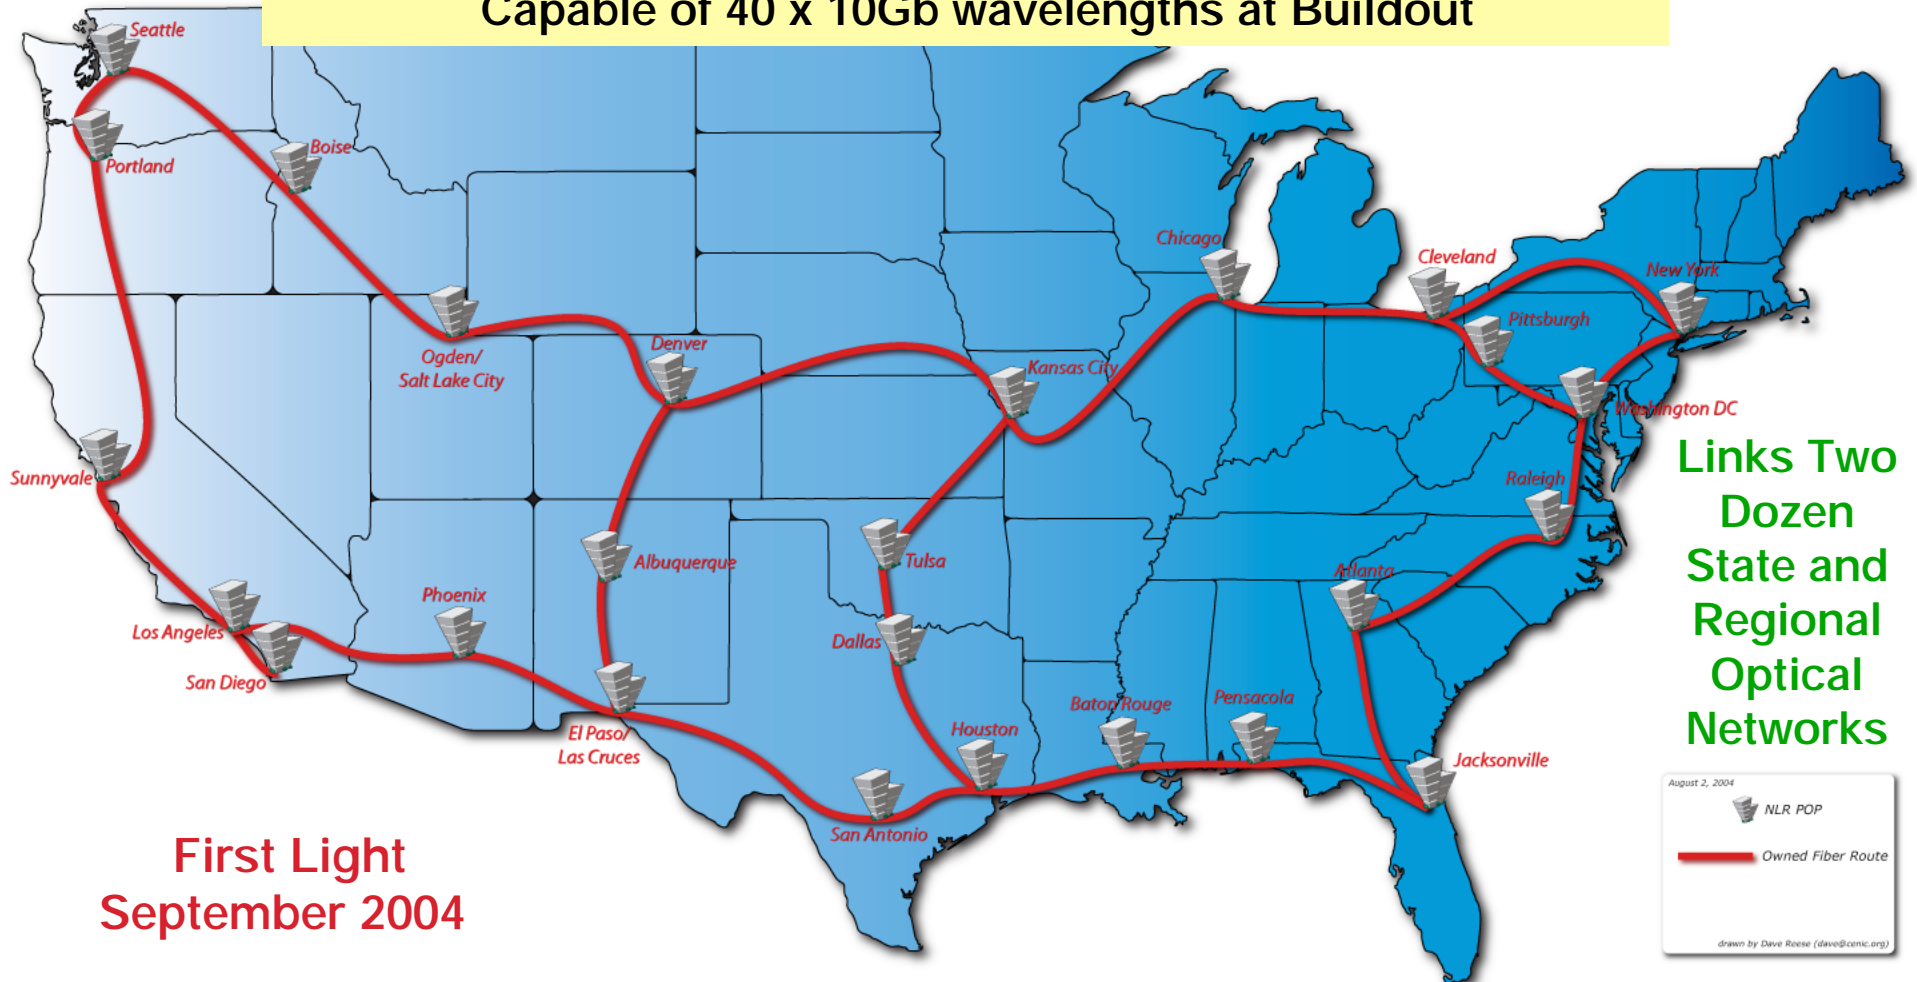 Capable of 40 x 10Gb wavelengths at Buildout
Seattle
Portland
Boise
Chicago
Cleveland
New York
Pittsburgh
Ogden/
Salt Lake City
Denver
Kansas City
Washington DC
Sunnyvale
Raleigh
Albuquerque
Tulsa
Atlanta
Phoenix
Los Angeles
Dallas
San Diego
Baton Rouge
Pensacola
El Paso/
Las Cruces
Houston
Jacksonville
San Antonio
Links Two
Dozen
State and
Regional
Optical
Networks
First Light
September 2004
August 2, 2004
NLR POP
Owned Fiber Route
drawn by Dave Reese (dave@cenic.org)